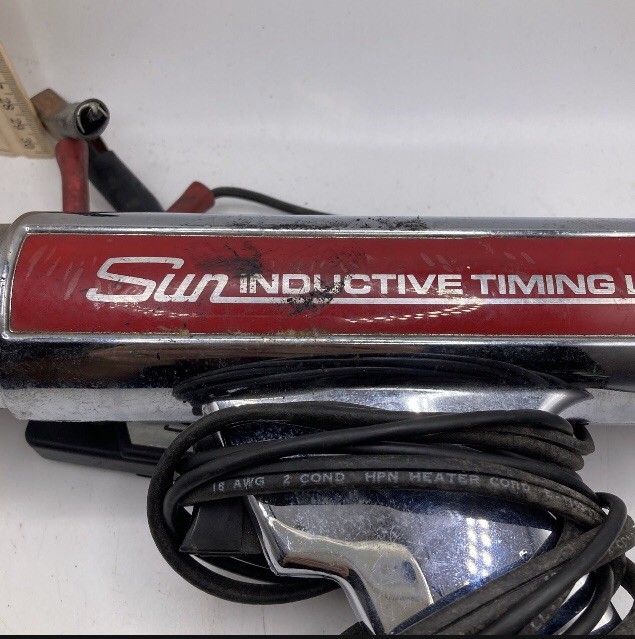 Sun INDUCTIVE TIMING L
18 AWG 2 COND HPN HEATER CORD